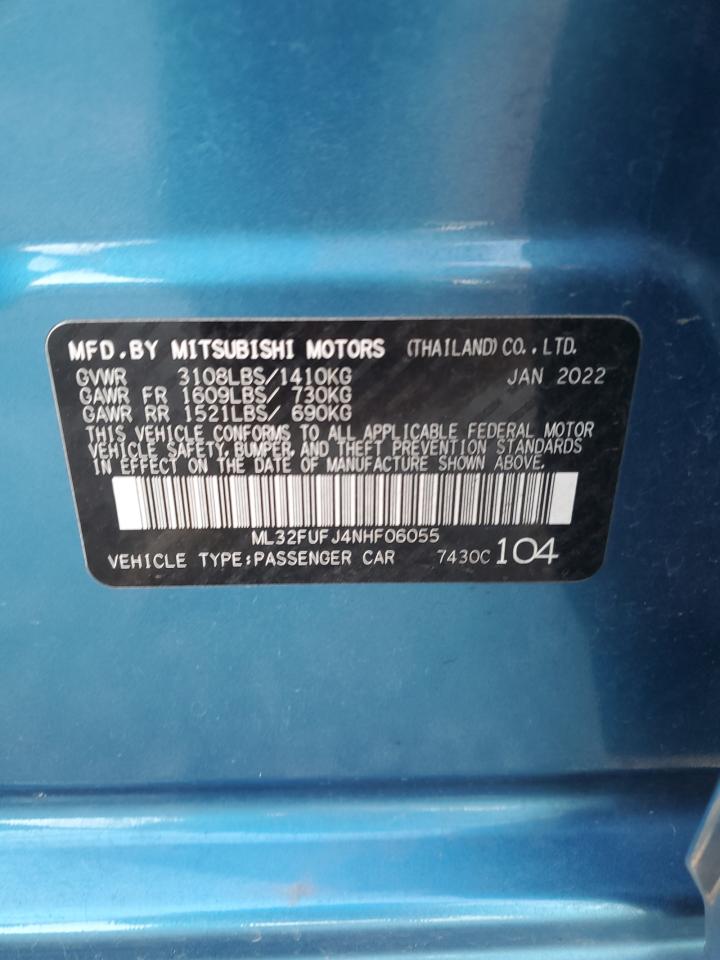 MFD.BY MITSUBISHI MOTORS (THAILAND) CO., LTD.
GVWR 3108LBS/1410KG JAN 2022
GAWR FR 1609LBS/ 730KG
GAWR RR 1521LBS/ 690KG
THIS VEHICLE CONFORMS TO ALL APPLICABLE FEDERAL MOTOR
VEHICLE SAFETY, BUMPER, AND THEFT PREVENTION STANDARDS
IN EFFECT ON THE DATE OF MANUFACTURE SHOWN ABOVE.
ML32FUFJ4NHF06055
VEHICLE TYPE:PASSENGER CAR 7430C 104